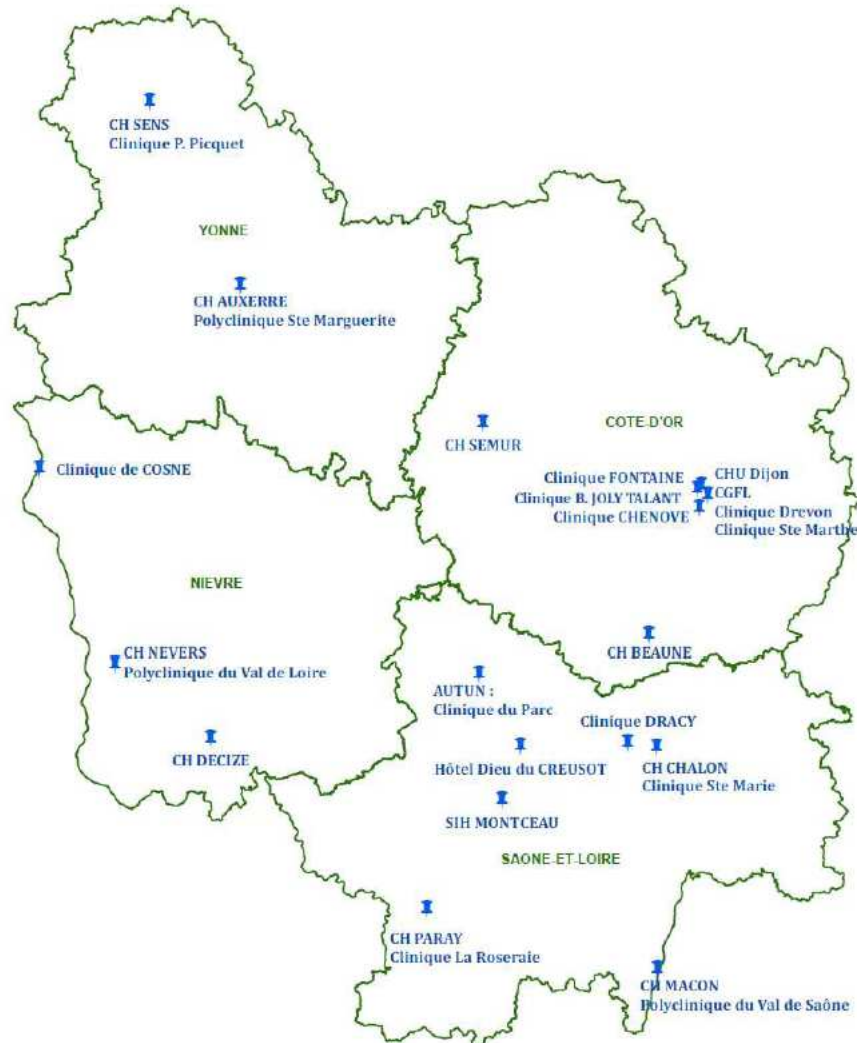 CH SENS
Clinique P. Picquet
YONNE
CH AUXERRE
Polyclinique Ste Marguerite
COTE-D'OR
CH SEMUR
Clinique de COSNE
Clinique FONTAINE
CHU Dijon
Clinique B. JOLY TALANT
CGFL
Clinique CHENOVE
Clinique Drevon
Clinique Ste Marthe
NIEVRE
CH NEVERS
Polyclinique du Val de Loire
CH BEAUNE
AUTUN :
Clinique du Parc
Clinique DRACY
CH DECIZE
Hôtel Dieu du CREUSOT
CH CHALON
Clinique Ste Marie
SIH MONTCEAU
SAONE-ET-LOIRE
CH PARAY
Clinique La Roseraie
CH MACON
Polyclinique du Val de Saône